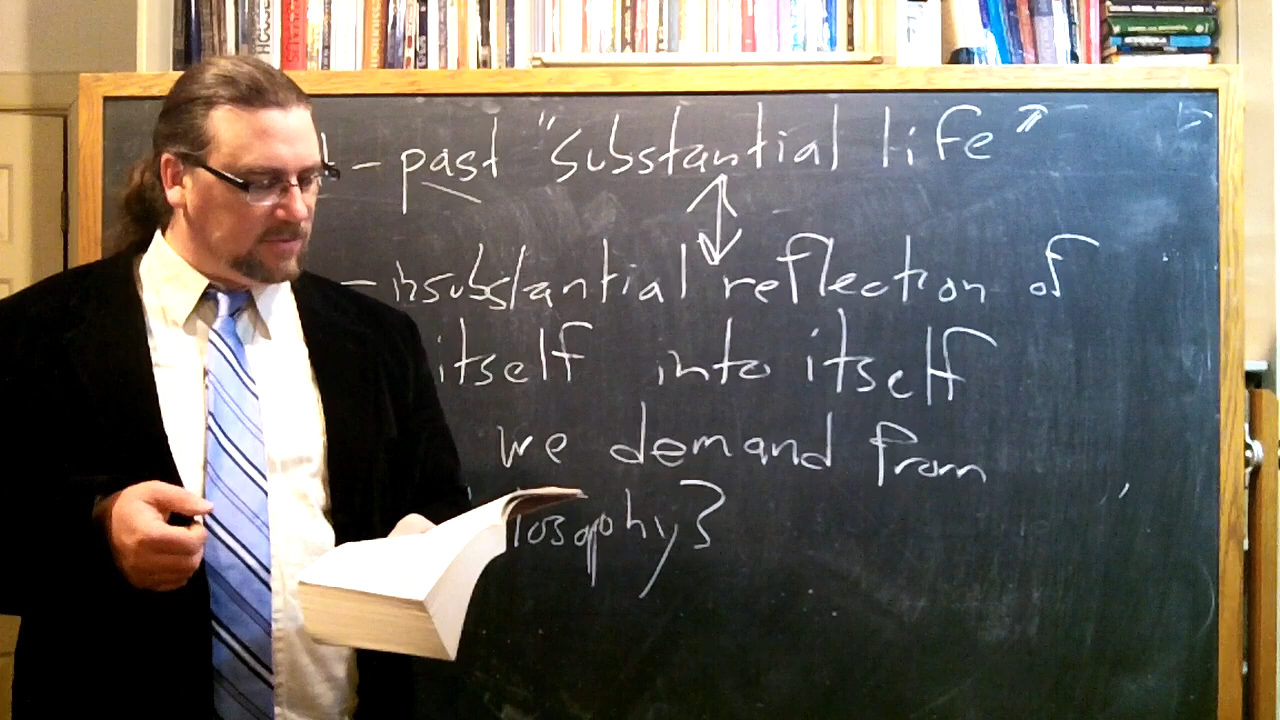 - past "substantial life"
- insubstantial reflection of
itself into itself
we demand from
losophy?